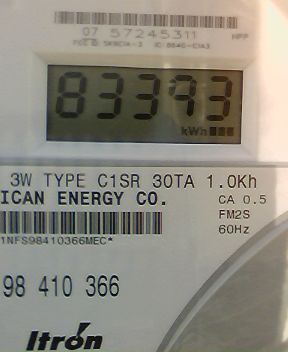 07 57245311
83393
kWh
3W TYPE C1SR 30TA 1.0Kh
ICAN ENERGY CO.
CA 0.5
FM2S
60Hz
1NFS98410366MEC*
98 410 366
Itron